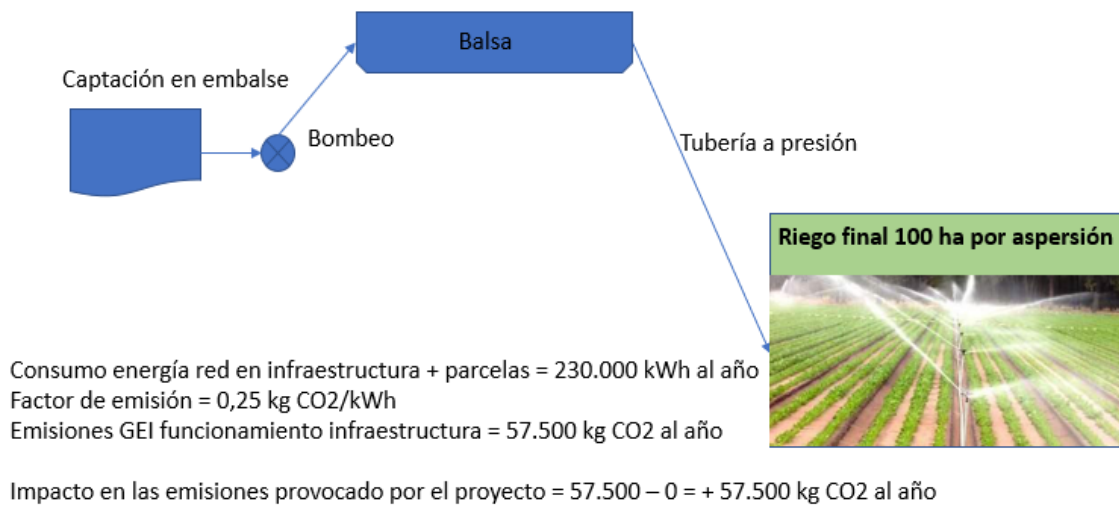 Balsa
Captación en embalse
Bombeo
Tubería a presión
Riego final 100 ha por aspersión
Consumo energía red en infraestructura + parcelas = 230.000 kWh al año
Factor de emisión = 0,25 kg CO2/kWh
Emisiones GEI funcionamiento infraestructura = 57.500 kg CO2 al año
Impacto en las emisiones provocado por el proyecto = 57.500 – 0 = + 57.500 kg CO2 al año